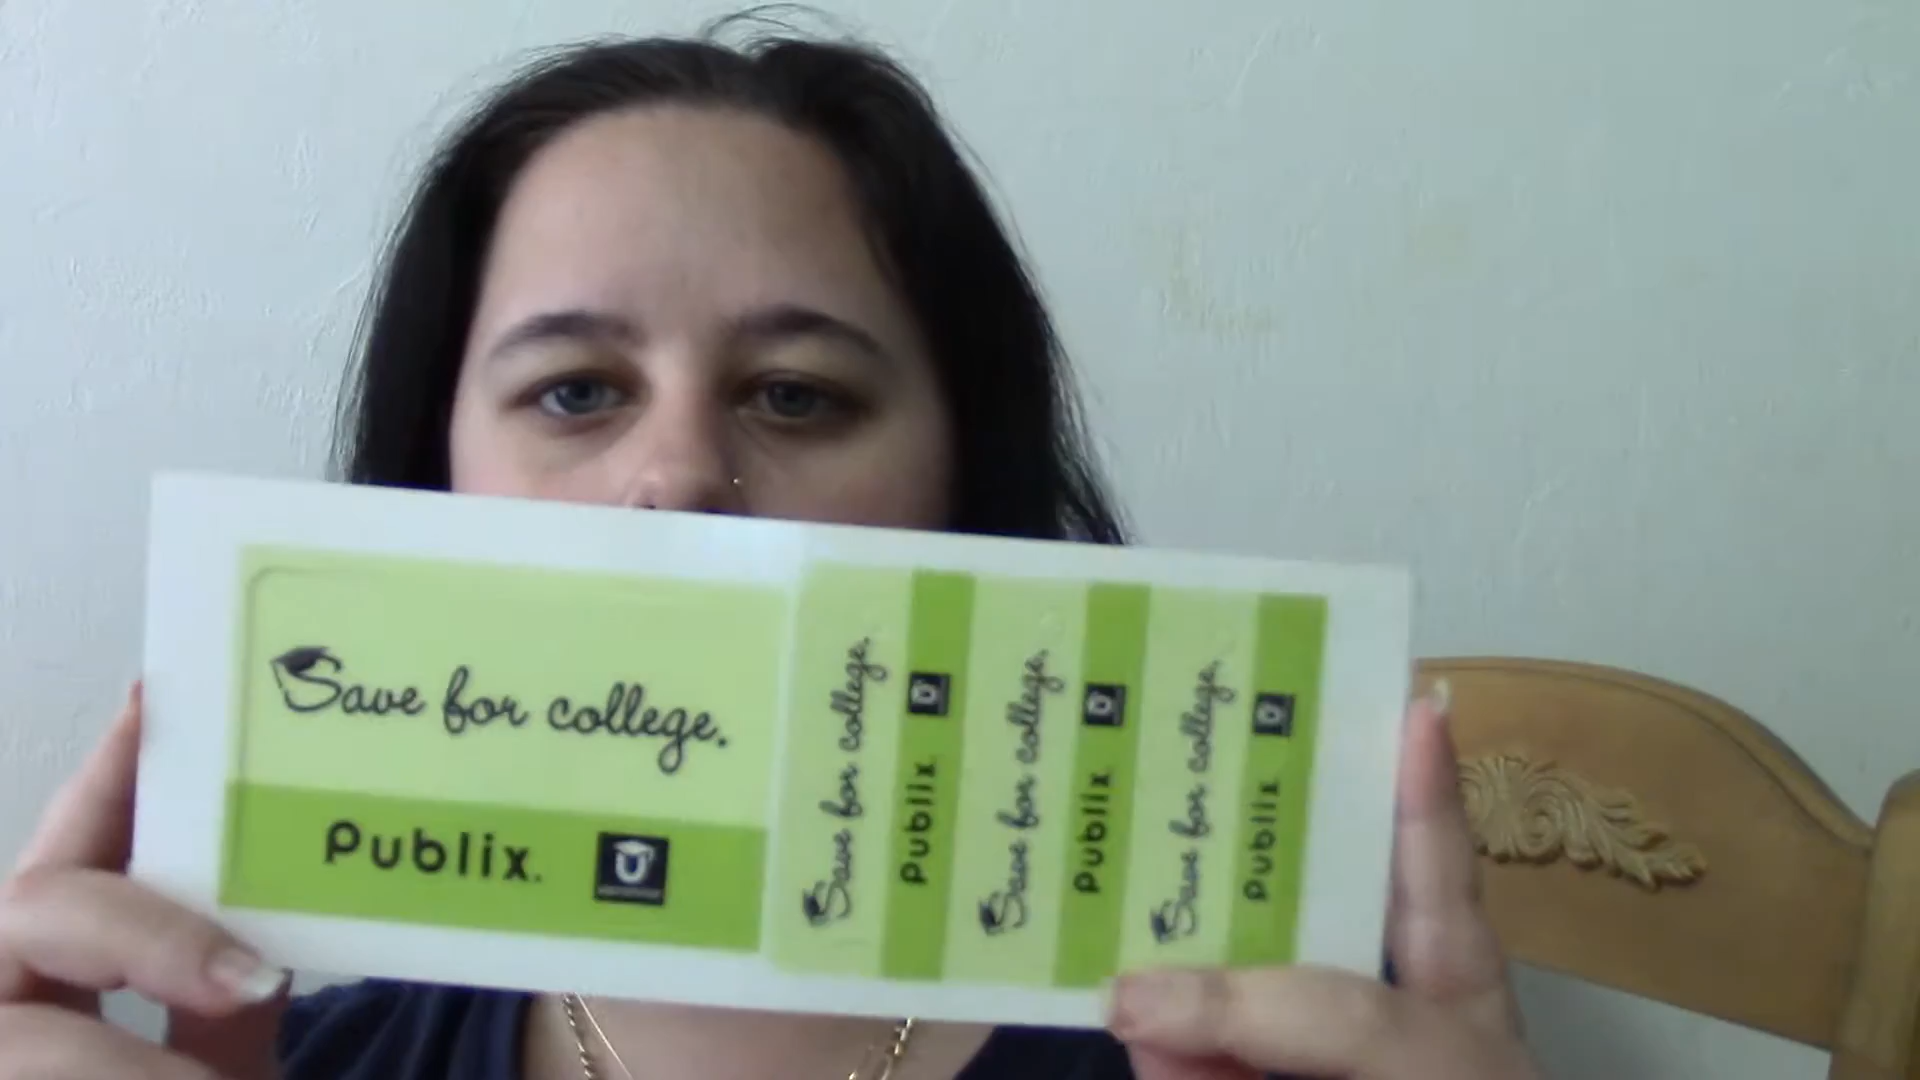 Save for college.
Publix.
U
Save for college.
Publix
U
Save for college.
Publix
U
Save for college.
Publix
U